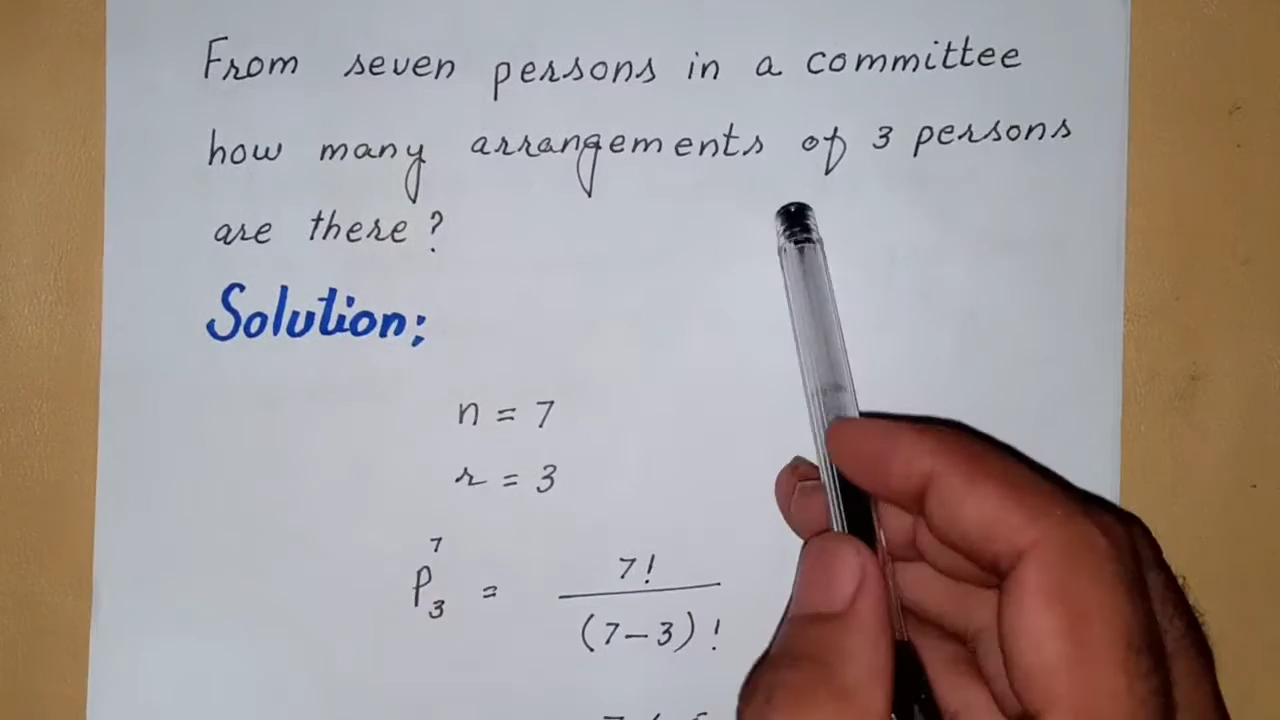 From seven persons in a committee
how many arrangements of 3 persons
are there?
Solution:
n = 7
r = 3
⁷P₃ = 7! / (7-3)!